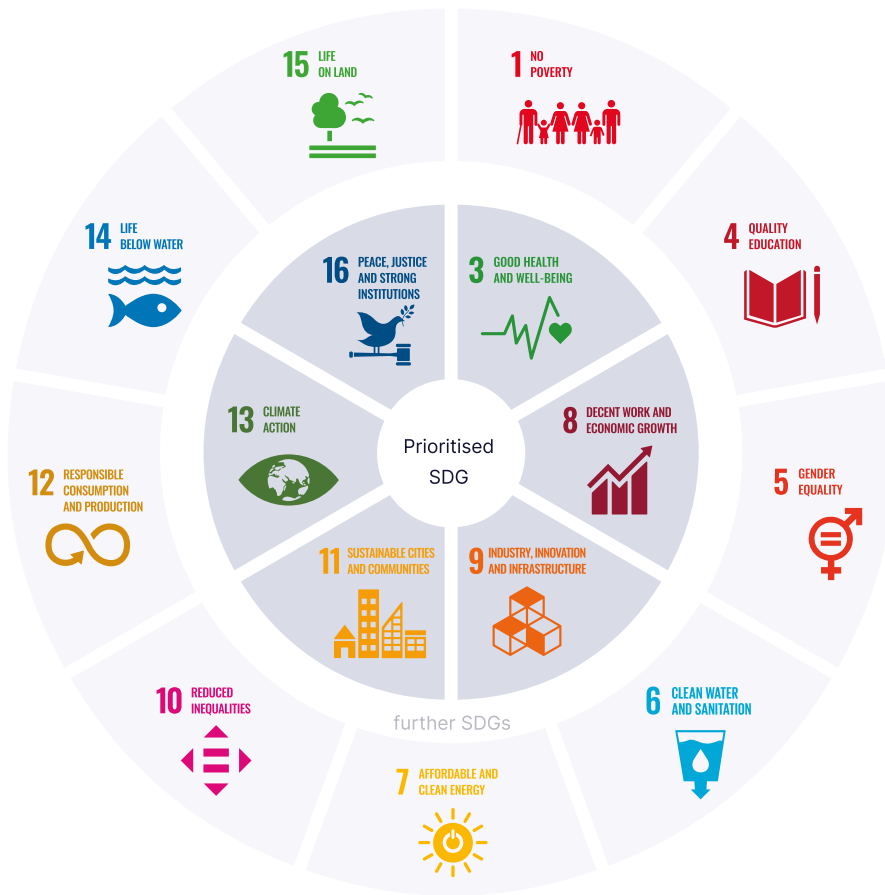 15 LIFE
ON LAND
1 NO
POVERTY
14 LIFE
BELOW WATER
4 QUALITY
EDUCATION
16 PEACE, JUSTICE
AND STRONG
INSTITUTIONS
3 GOOD HEALTH
AND WELL-BEING
13 CLIMATE
ACTION
8 DECENT WORK AND
ECONOMIC GROWTH
Prioritised
SDG
12 RESPONSIBLE
CONSUMPTION
AND PRODUCTION
5 GENDER
EQUALITY
11 SUSTAINABLE CITIES
AND COMMUNITIES
9 INDUSTRY, INNOVATION
AND INFRASTRUCTURE
10 REDUCED
INEQUALITIES
6 CLEAN WATER
AND SANITATION
further SDGs
7 AFFORDABLE AND
CLEAN ENERGY